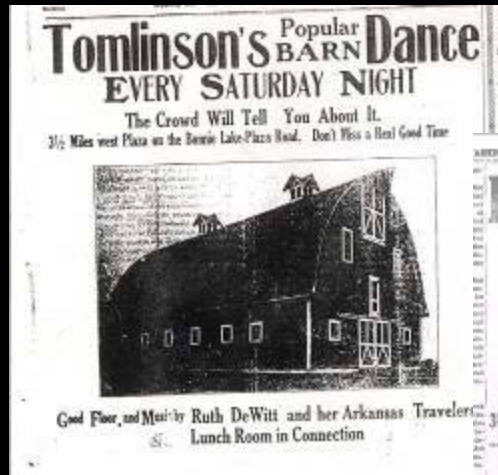 Tomlinson's Popular BARN Dance
EVERY SATURDAY NIGHT
The Crowd Will Tell You About It.
3½ Miles west Plaza on the Bonnie Lake-Plaza Road. Don't Miss a Real Good Time
Good Floor, and Music by Ruth DeWitt and her Arkansas Travelers
Lunch Room in Connection